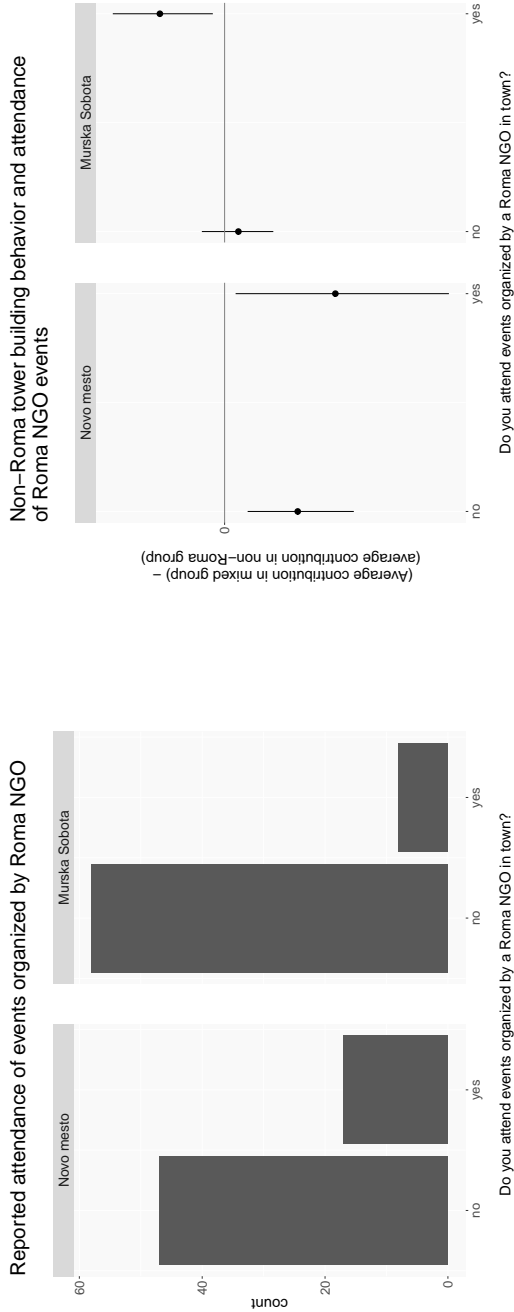 Reported attendance of events organized by Roma NGO
Novo mesto
Murska Sobota
count
60
40
20
0
no
yes
no
yes
Do you attend events organized by a Roma NGO in town?
Non−Roma tower building behavior and attendance
of Roma NGO events
Novo mesto
Murska Sobota
(Average contribution in mixed group) −
(average contribution in non−Roma group)
0
no
yes
no
yes
Do you attend events organized by a Roma NGO in town?